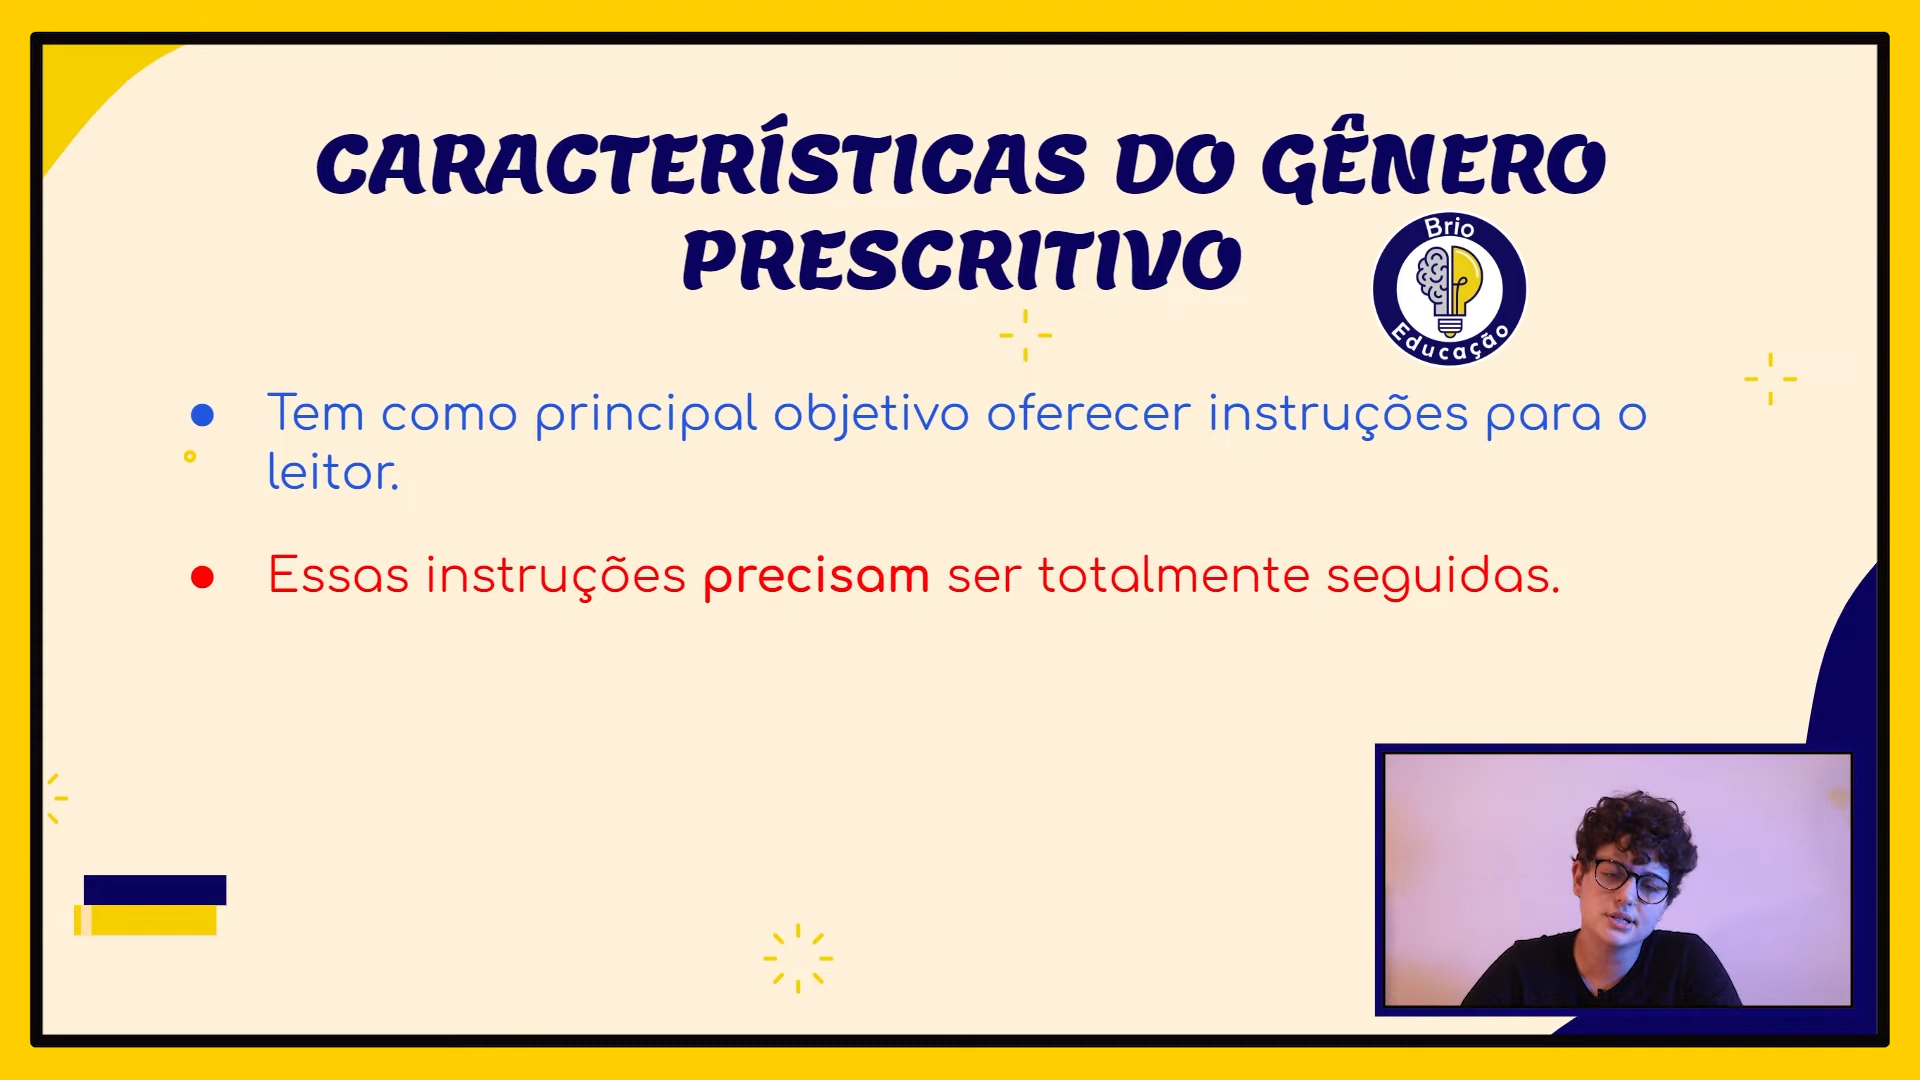 CARACTERÍSTICAS DO GÊNERO
PRESCRITIVO
Brio
Educação
● Tem como principal objetivo oferecer instruções para o
leitor.
● Essas instruções precisam ser totalmente seguidas.